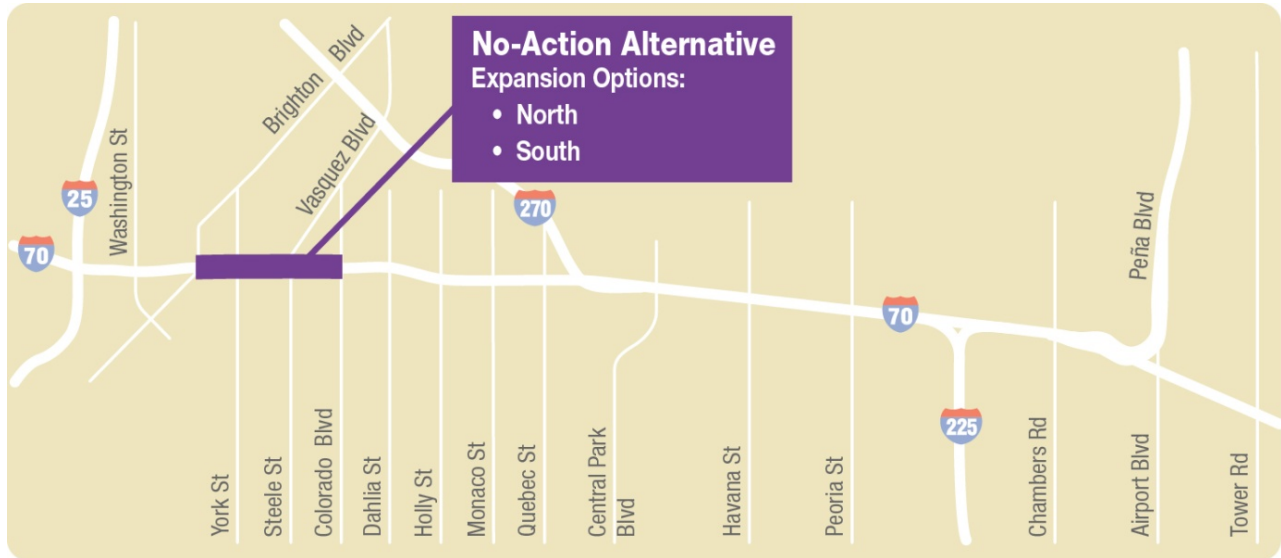 No-Action Alternative
Expansion Options:
• North
• South
Brighton Blvd
Washington St
Vasquez Blvd
25
70
270
Peña Blvd
70
225
York St
Steele St
Colorado Blvd
Dahlia St
Holly St
Monaco St
Quebec St
Central Park
Blvd
Havana St
Peoria St
Chambers Rd
Airport Blvd
Tower Rd